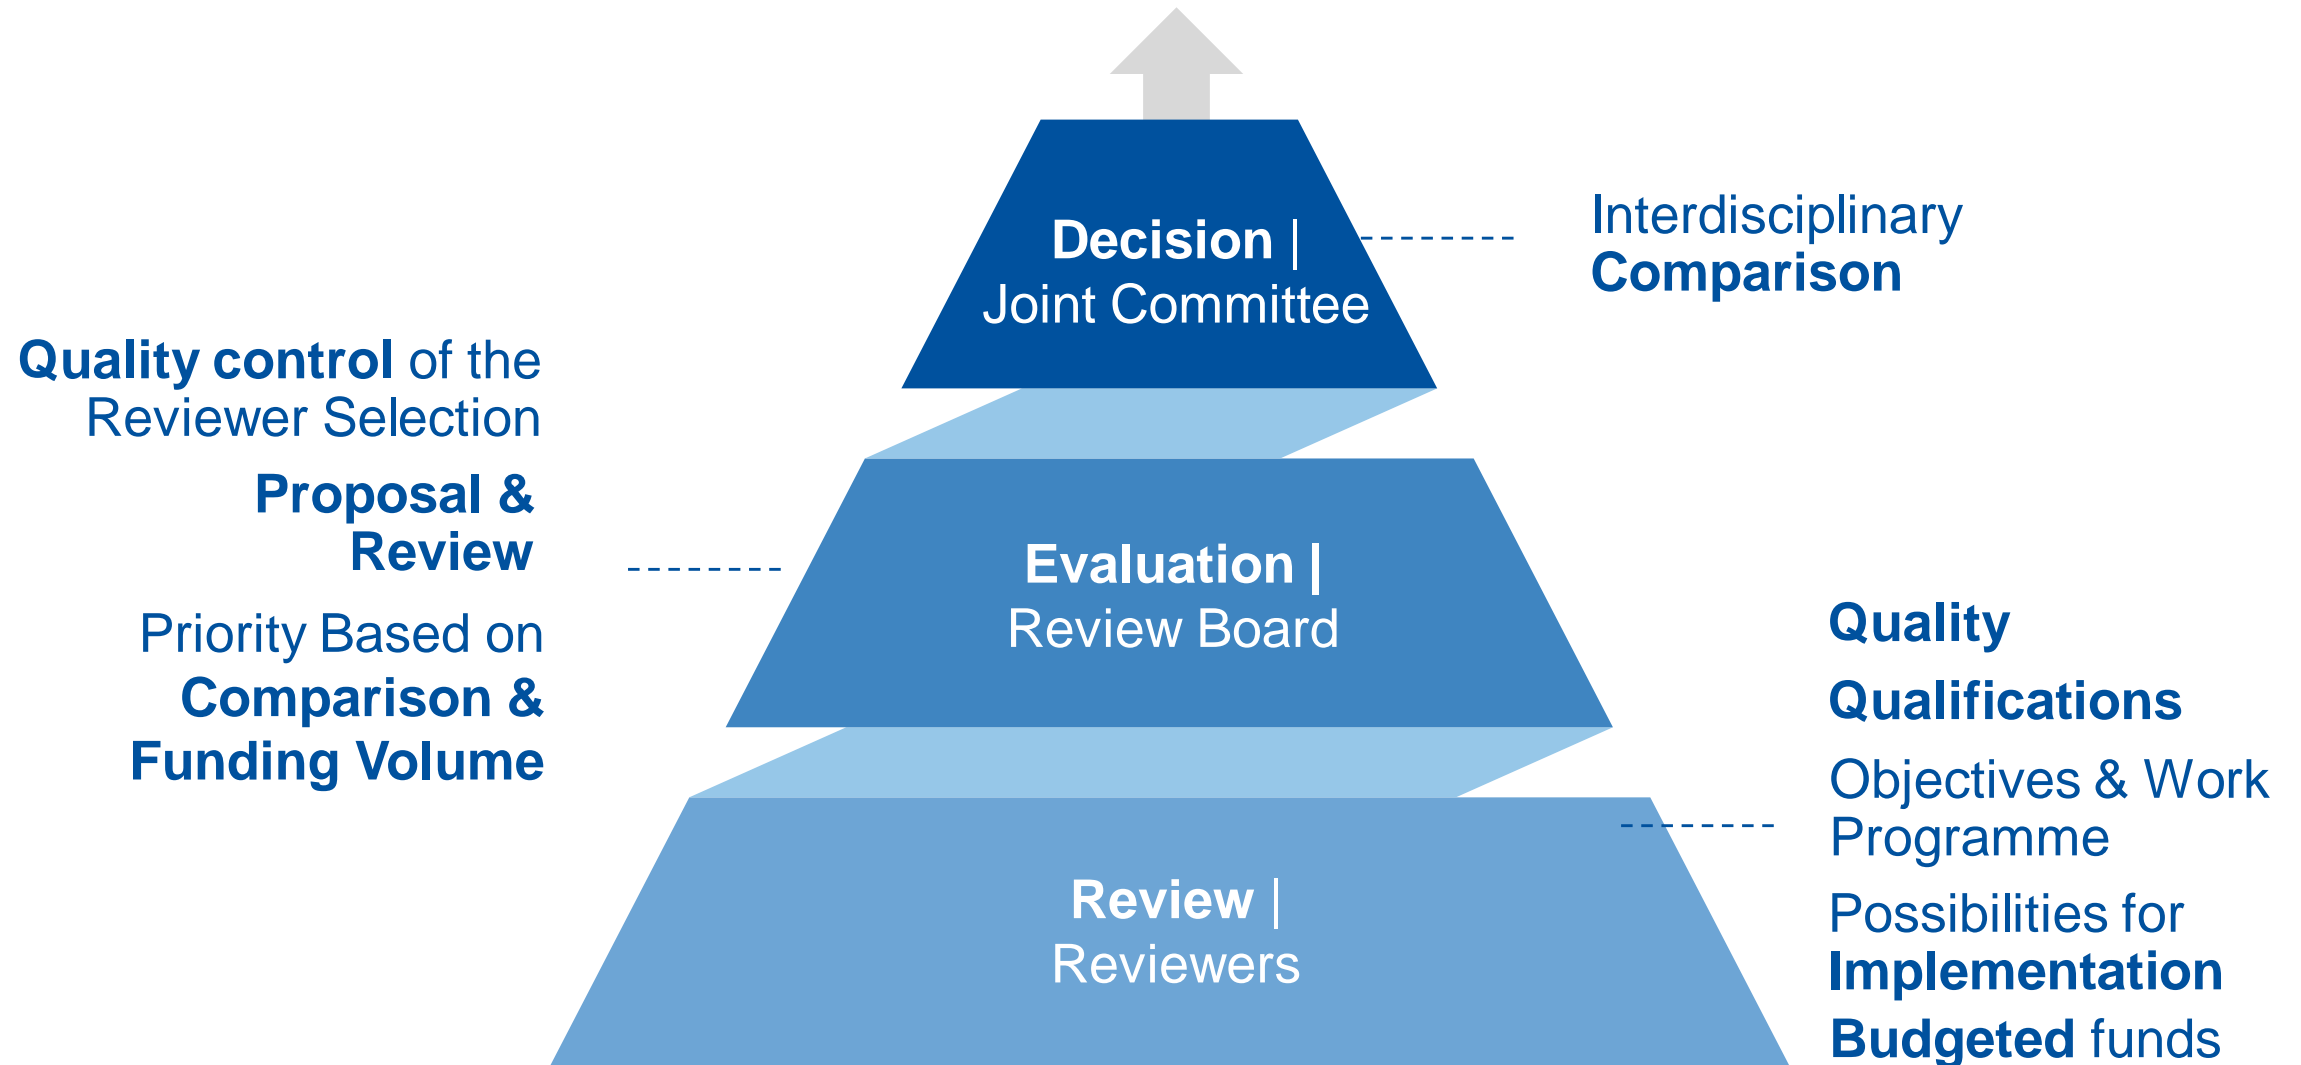 Decision |
Joint Committee
Interdisciplinary
Comparison
Quality control of the
Reviewer Selection
Proposal &
Review
Priority Based on
Comparison &
Funding Volume
Evaluation |
Review Board
Quality
Qualifications
Objectives & Work
Programme
Possibilities for
Implementation
Budgeted funds
Review |
Reviewers